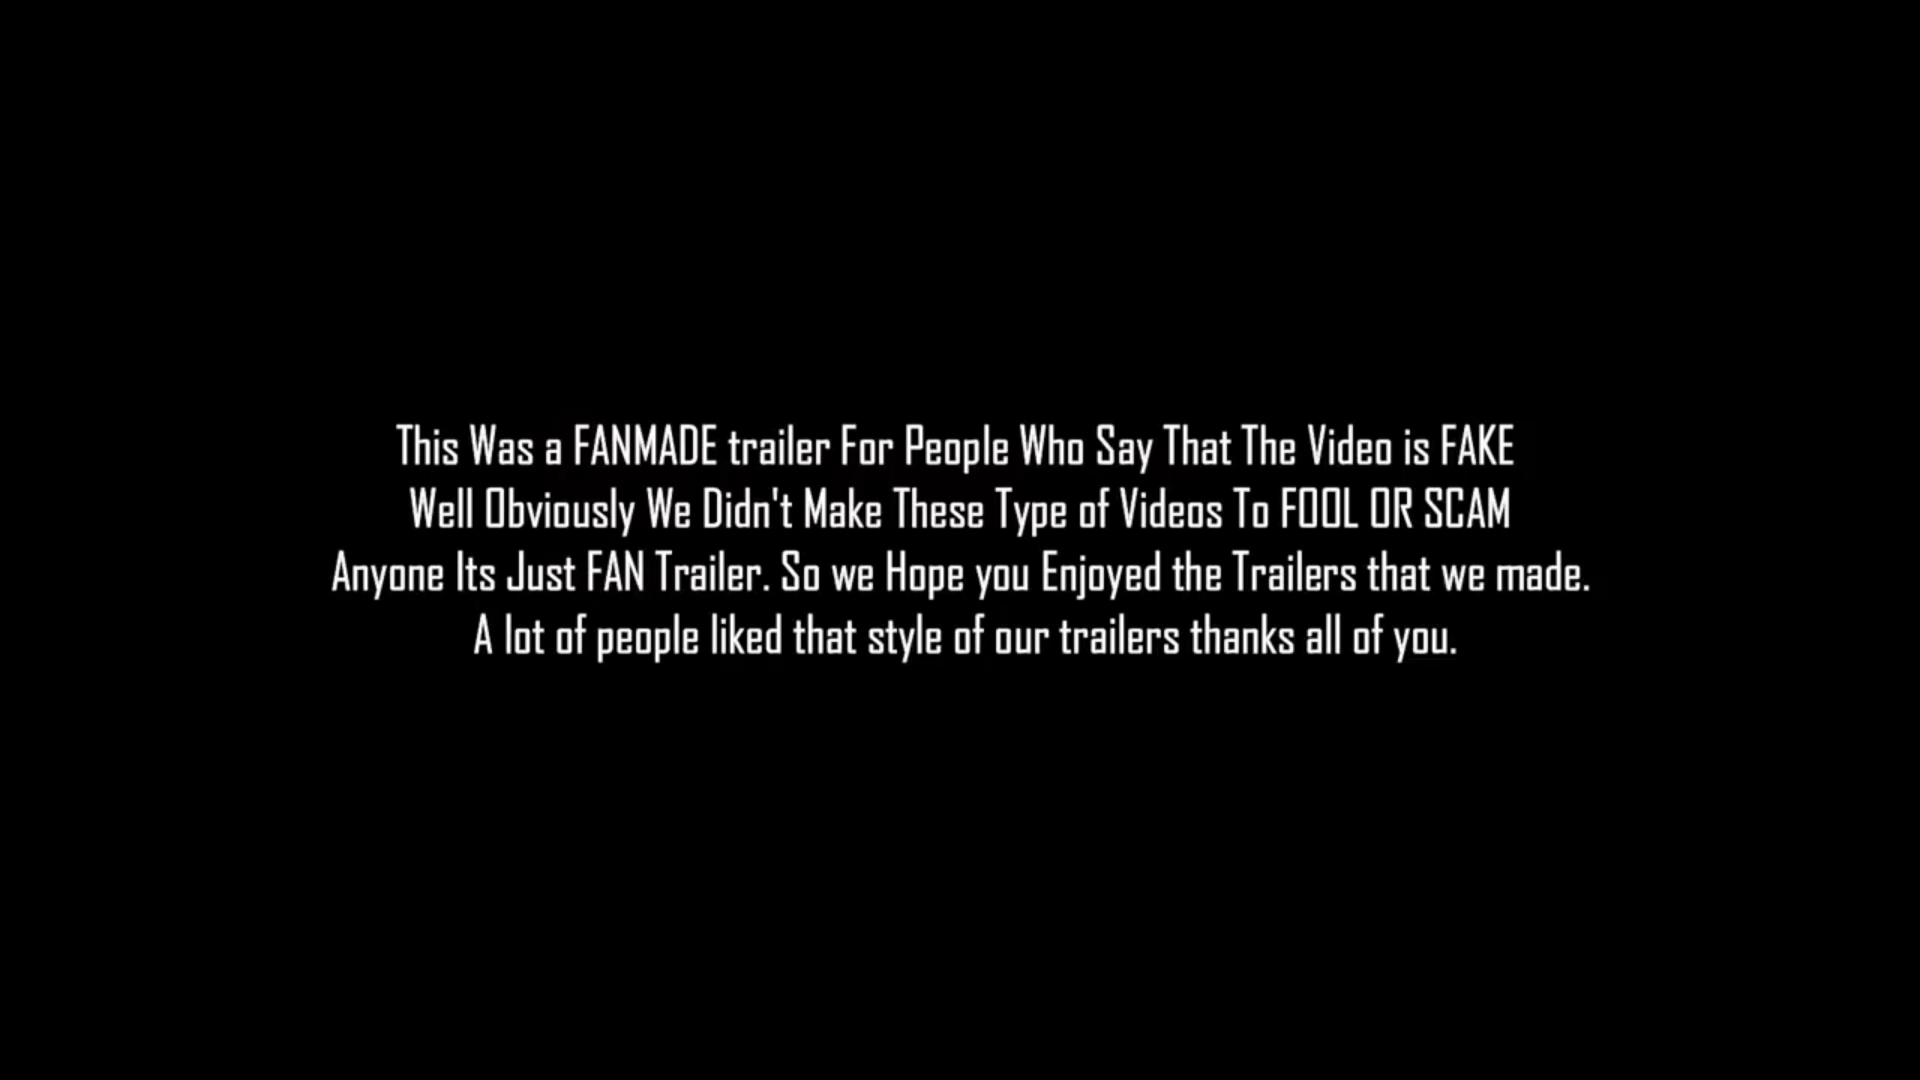 This Was a FANMADE trailer For People Who Say That The Video is FAKE
Well Obviously We Didn't Make These Type of Videos To FOOL OR SCAM
Anyone Its Just FAN Trailer. So we Hope you Enjoyed the Trailers that we made.
A lot of people liked that style of our trailers thanks all of you.